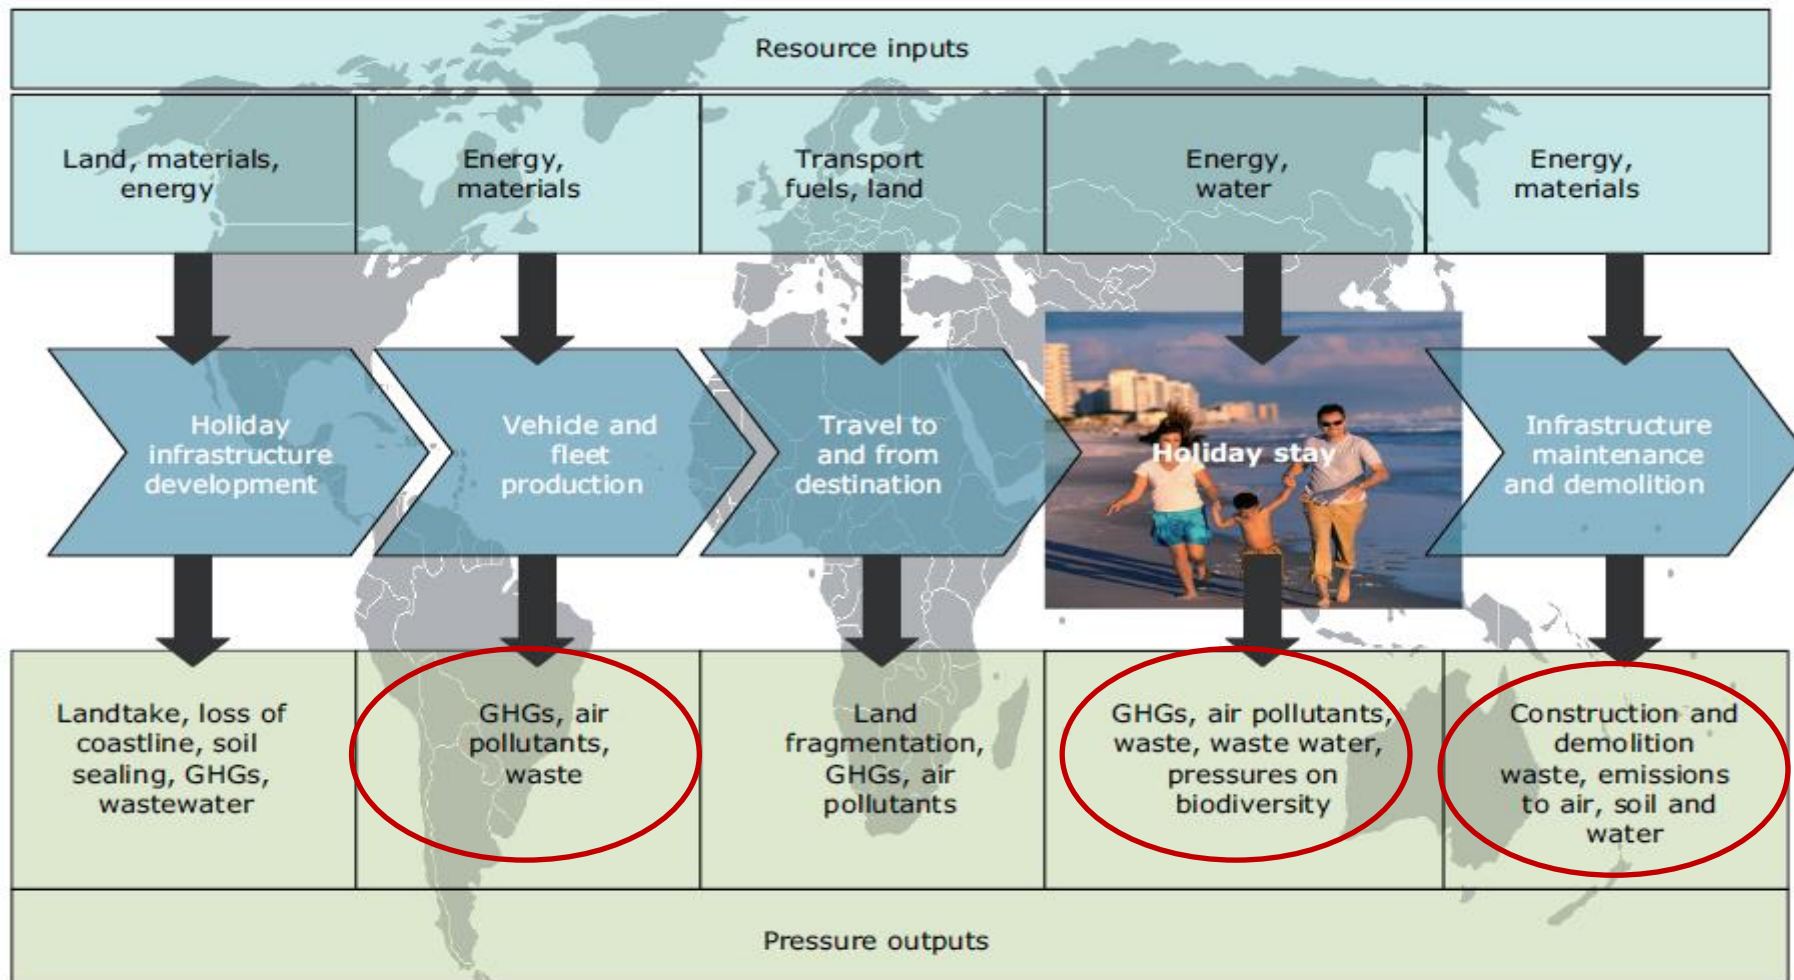 Resource inputs
Land, materials,
energy
Energy,
materials
Transport
fuels, land
Energy,
water
Energy,
materials
Holiday
infrastructure
development
Vehicle and
fleet
production
Travel to
and from
destination
Holiday stay
Infrastructure
maintenance
and demolition
Landtake, loss of
coastline, soil
sealing, GHGs,
wastewater
GHGs, air
pollutants,
waste
Land
fragmentation,
GHGs, air
pollutants
GHGs, air pollutants,
waste, waste water,
pressures on
biodiversity
Construction and
demolition
waste, emissions
to air, soil and
water
Pressure outputs